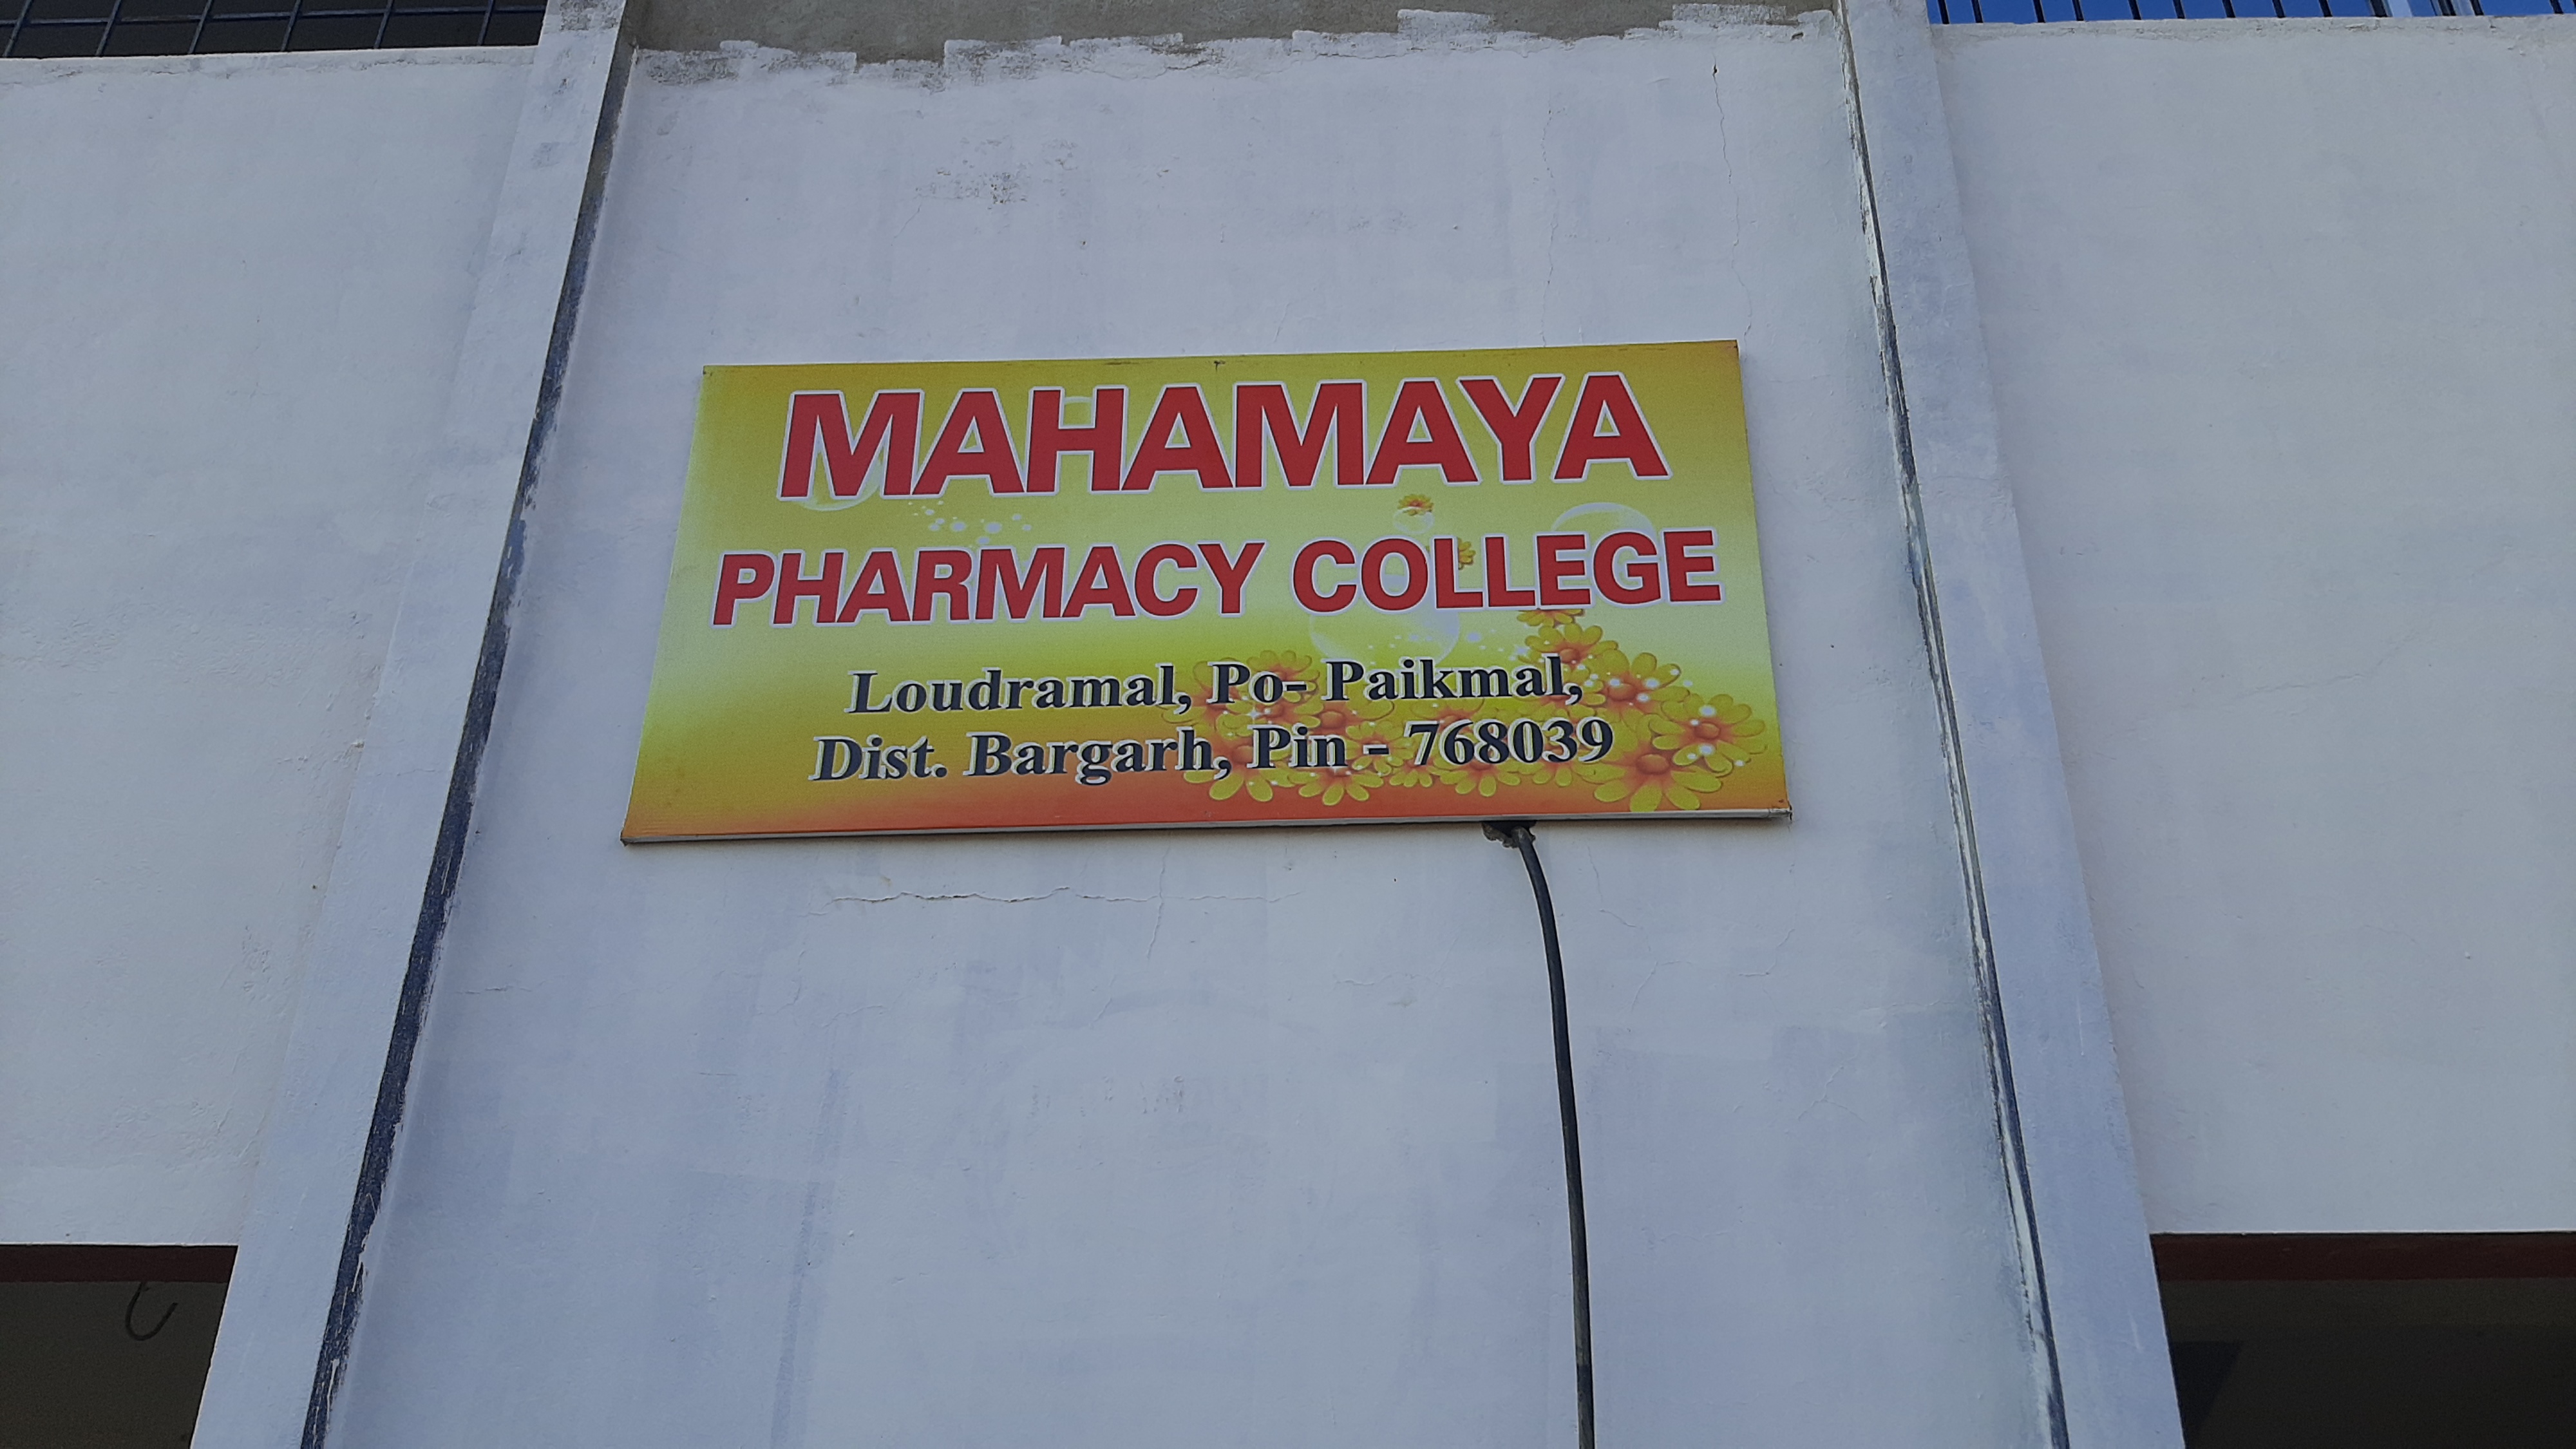 MAHAMAYA
PHARMACY COLLEGE
Loudramal, Po- Paikmal,
Dist. Bargarh, Pin - 768039